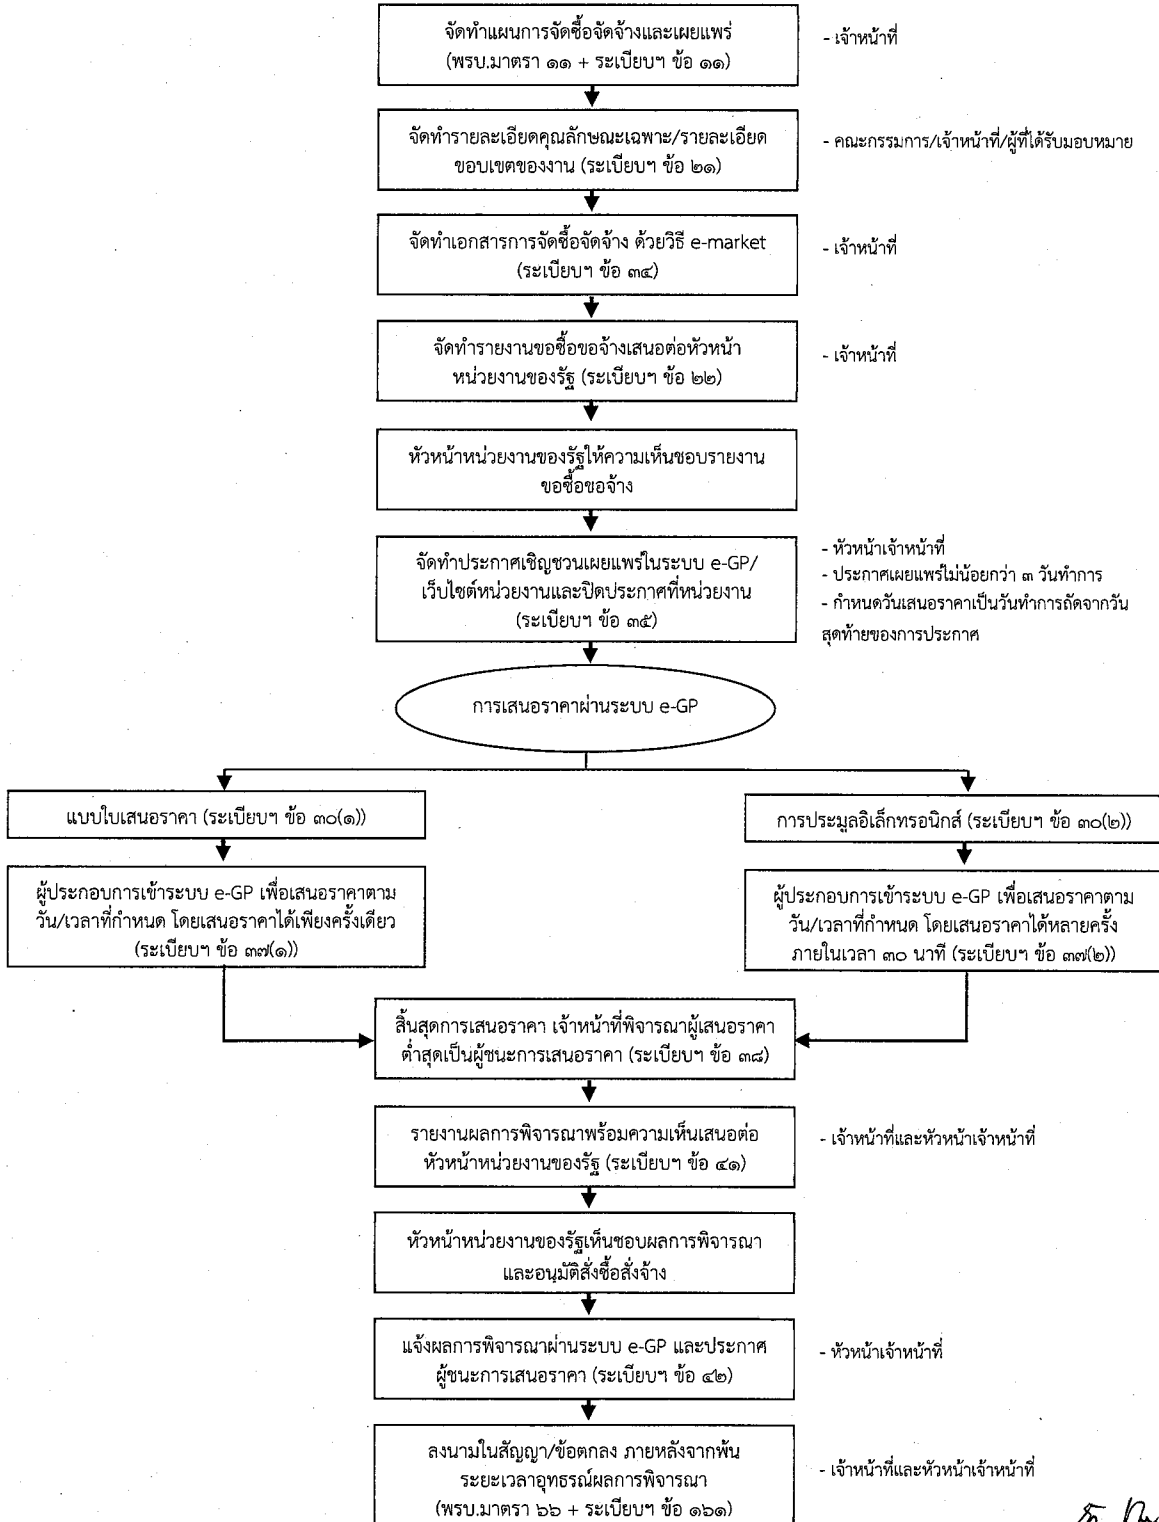 จัดทำแผนการจัดซื้อจัดจ้างและเผยแพร่
(พรบ.มาตรา ๑๑ + ระเบียบฯ ข้อ ๑๑)
- เจ้าหน้าที่
จัดทำรายละเอียดคุณลักษณะเฉพาะ/รายละเอียด
ขอบเขตของงาน (ระเบียบฯ ข้อ ๒๑)
- คณะกรรมการ/เจ้าหน้าที่/ผู้ที่ได้รับมอบหมาย
จัดทำเอกสารการจัดซื้อจัดจ้าง ด้วยวิธี e-market
(ระเบียบฯ ข้อ ๓๔)
- เจ้าหน้าที่
จัดทำรายงานขอซื้อขอจ้างเสนอต่อหัวหน้า
หน่วยงานของรัฐ (ระเบียบฯ ข้อ ๒๒)
- เจ้าหน้าที่
หัวหน้าหน่วยงานของรัฐให้ความเห็นชอบรายงาน
ขอซื้อขอจ้าง
จัดทำประกาศเชิญชวนเผยแพร่ในระบบ e-GP/
เว็บไซต์หน่วยงานและปิดประกาศที่หน่วยงาน
(ระเบียบฯ ข้อ ๓๕)
- หัวหน้าเจ้าหน้าที่
- ประกาศเผยแพร่ไม่น้อยกว่า ๓ วันทำการ
- กำหนดวันเสนอราคาเป็นวันทำการถัดจากวัน
สุดท้ายของการประกาศ
การเสนอราคาผ่านระบบ e-GP
แบบใบเสนอราคา (ระเบียบฯ ข้อ ๓๐(๑))
ผู้ประกอบการเข้าระบบ e-GP เพื่อเสนอราคาตาม
วัน/เวลาที่กำหนด โดยเสนอราคาได้เพียงครั้งเดียว
(ระเบียบฯ ข้อ ๓๗(๑))
การประมูลอิเล็กทรอนิกส์ (ระเบียบฯ ข้อ ๓๐(๒))
ผู้ประกอบการเข้าระบบ e-GP เพื่อเสนอราคาตาม
วัน/เวลาที่กำหนด โดยเสนอราคาได้หลายครั้ง
ภายในเวลา ๓๐ นาที (ระเบียบฯ ข้อ ๓๗(๒))
สิ้นสุดการเสนอราคา เจ้าหน้าที่พิจารณาผู้เสนอราคา
ต่ำสุดเป็นผู้ชนะการเสนอราคา (ระเบียบฯ ข้อ ๓๘)
รายงานผลการพิจารณาพร้อมความเห็นเสนอต่อ
หัวหน้าหน่วยงานของรัฐ (ระเบียบฯ ข้อ ๔๑)
- เจ้าหน้าที่และหัวหน้าเจ้าหน้าที่
หัวหน้าหน่วยงานของรัฐเห็นชอบผลการพิจารณา
และอนุมัติสั่งซื้อสั่งจ้าง
แจ้งผลการพิจารณาผ่านระบบ e-GP และประกาศ
ผู้ชนะการเสนอราคา (ระเบียบฯ ข้อ ๔๒)
- หัวหน้าเจ้าหน้าที่
ลงนามในสัญญา/ข้อตกลง ภายหลังจากพ้น
ระยะเวลาอุทธรณ์ผลการพิจารณา
(พรบ.มาตรา ๖๖ + ระเบียบฯ ข้อ ๑๖๑)
- เจ้าหน้าที่และหัวหน้าเจ้าหน้าที่